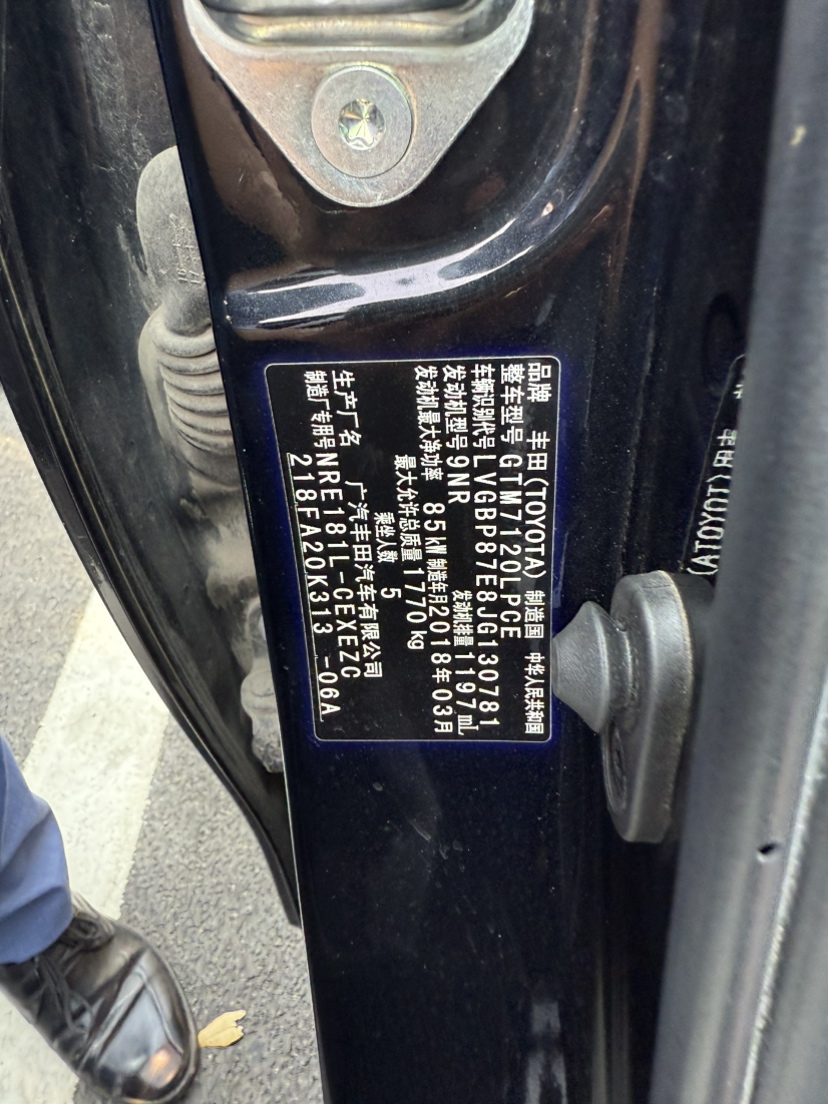 品牌 丰田(TOYOTA) 制造国 中华人民共和国
整车型号 GTM7120LPCE
车辆识别代号 LVGBP87E8JG130781
发动机型号 9NR 发动机排量 1197mL
发动机最大净功率 85kW 制造年月 2018年03月
最大允许总质量 1770kg
乘坐人数 5
生产厂名 广汽丰田汽车有限公司
制造厂专用号 NRE181L-CEXEZC
218FA20K313 -06A